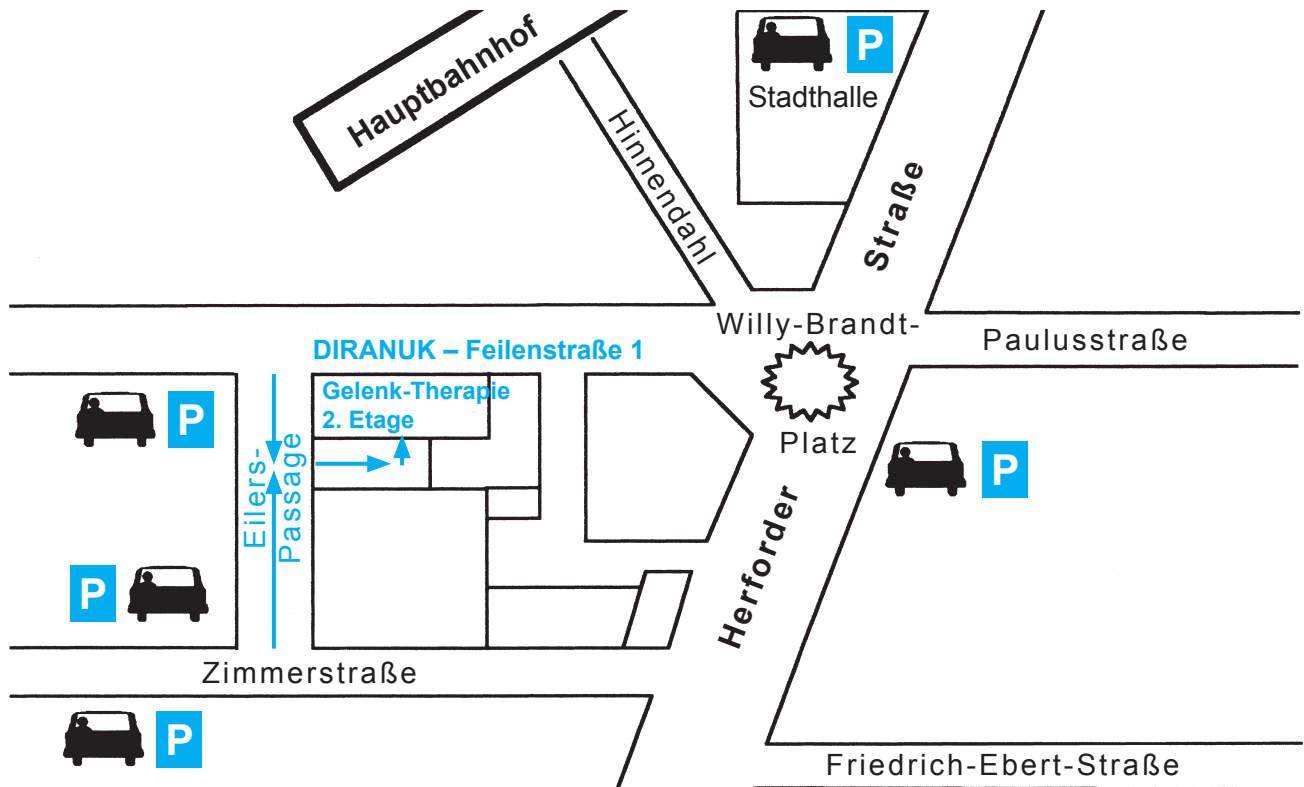 Hauptbahnhof
P
Stadthalle
Hinnendahl
Straße
Willy-Brandt-
Platz
Paulusstraße
DIRANUK – Feilenstraße 1
Gelenk-Therapie
2. Etage
P
Eilers-
Passage
P
Herforder
P
Zimmerstraße
P
Friedrich-Ebert-Straße